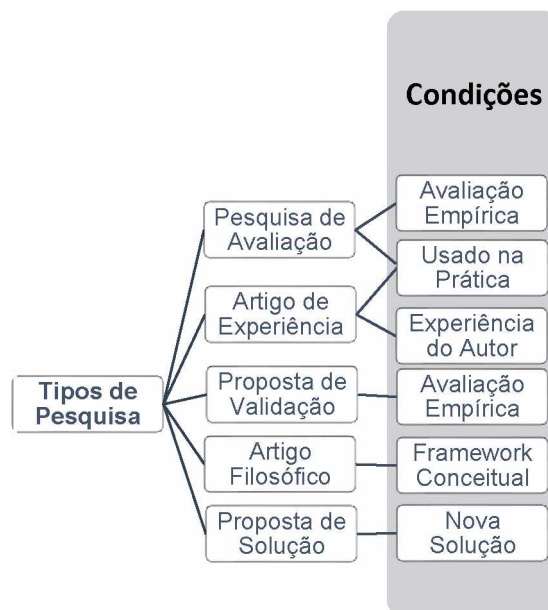 Condições
Pesquisa de
Avaliação
Avaliação
Empírica
Usado na
Prática
Artigo de
Experiência
Experiência
do Autor
Tipos de
Pesquisa
Proposta de
Validação
Avaliação
Empírica
Artigo
Filosófico
Framework
Conceitual
Proposta de
Solução
Nova
Solução